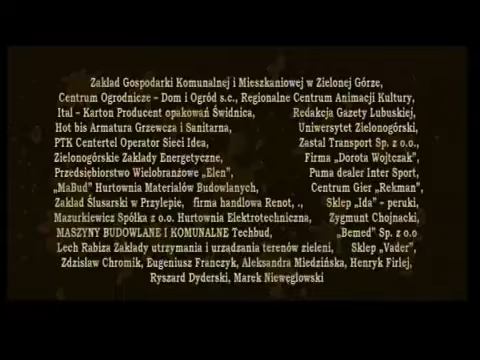 Zakład Gospodarki Komunalnej i Mieszkaniowej w Zielonej Górze,
Centrum Ogrodnicze - Dom i Ogród s.c., Regionalne Centrum Animacji Kultury,
Ital - Karton Producent opakowań Świdnica, Redakcja Gazety Lubuskiej,
Hot bis Armatura Grzewcza i Sanitarna, Uniwersytet Zielonogórski,
PTK Centertel Operator Sieci Idea, Zastal Transport Sp. z o.o.,
Zielonogórskie Zakłady Energetyczne, Firma „Dorota Wojtczak",
Przedsiębiorstwo Wielobranżowe „Elen", Puma dealer Inter Sport,
„MaBud" Hurtownia Materiałów Budowlanych, Centrum Gier „Rekman",
Zakład Ślusarski w Przylepie, firma handlowa Renot, ., Sklep „Ida" - peruki,
Mazurkiewicz Spółka z o.o. Hurtownia Elektrotechniczna, Zygmunt Chojnacki,
MASZYNY BUDOWLANE I KOMUNALNE Techbud, „Bemed" Sp. z o.o
Lech Rabiza Zakłady utrzymania i urządzania terenów zieleni, Sklep „Vader",
Zdzisław Chromik, Eugeniusz Franczyk, Aleksandra Miedzińska, Henryk Firlej,
Ryszard Dyderski, Marek Niewęglowski